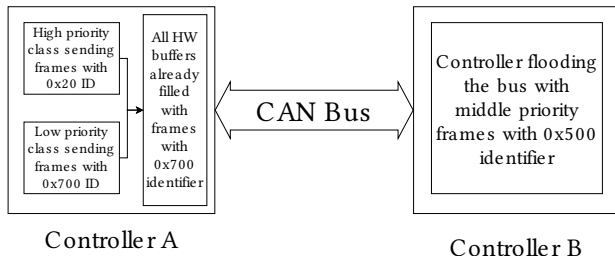 High priority
class sending
frames with
0x20 ID
Low priority
class sending
frames with
0x700 ID
All HW
buffers
already
filled
with
frames
with
0x700
identifier
CAN Bus
Controller flooding
the bus with
middle priority
frames with 0x500
identifier
Controller A
Controller B